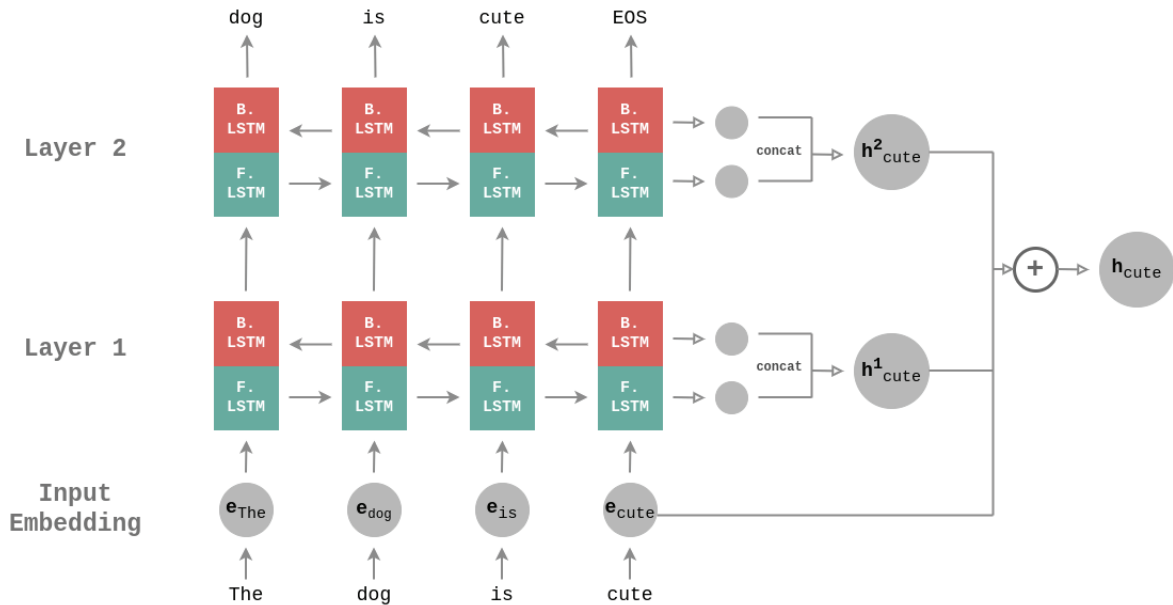 dog is cute EOS
B. B. B. B.
LSTM LSTM LSTM LSTM
Layer 2
concat
h²cute
F. F. F. F.
LSTM LSTM LSTM LSTM
+
hcute
B. B. B. B.
LSTM LSTM LSTM LSTM
Layer 1
concat
h¹cute
F. F. F. F.
LSTM LSTM LSTM LSTM
Input
Embedding
eThe edog eis ecute
The dog is cute